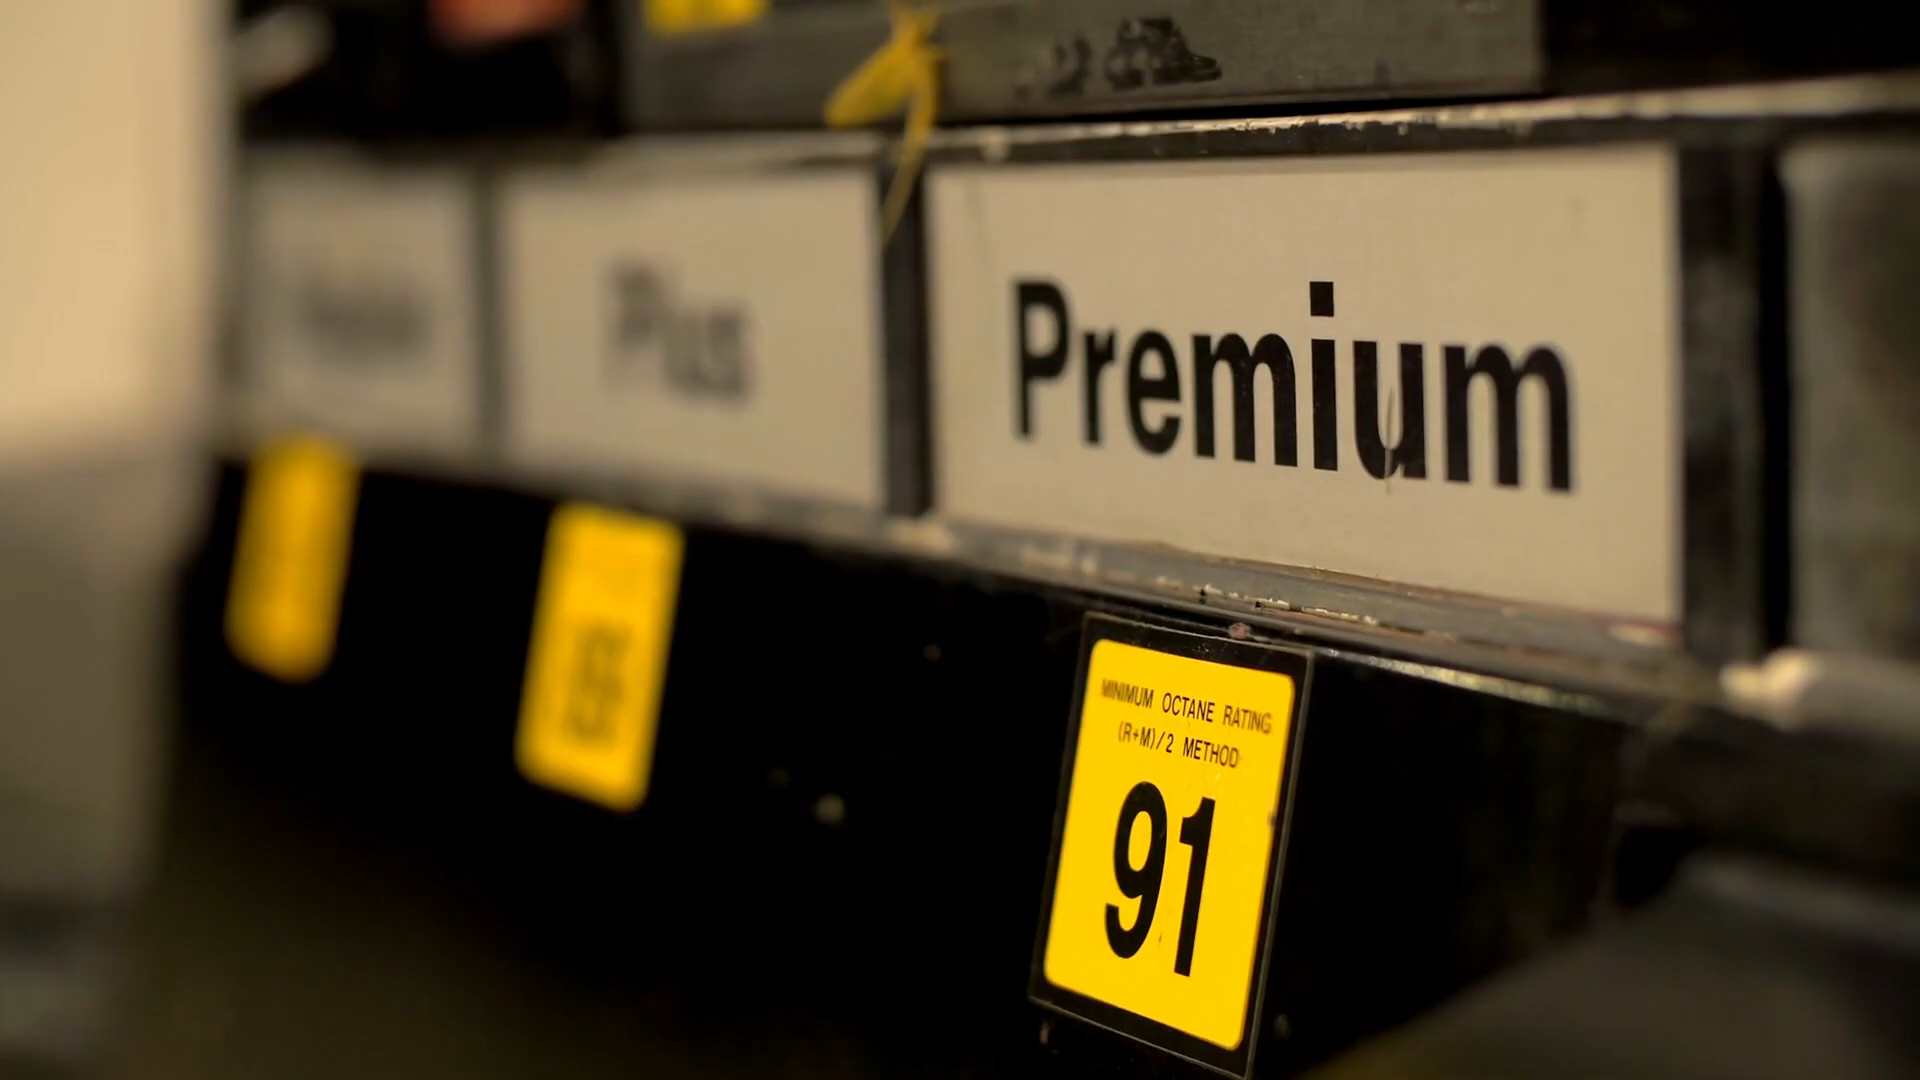 Plus
Premium
MINIMUM OCTANE RATING
(R+M)/2 METHOD
91